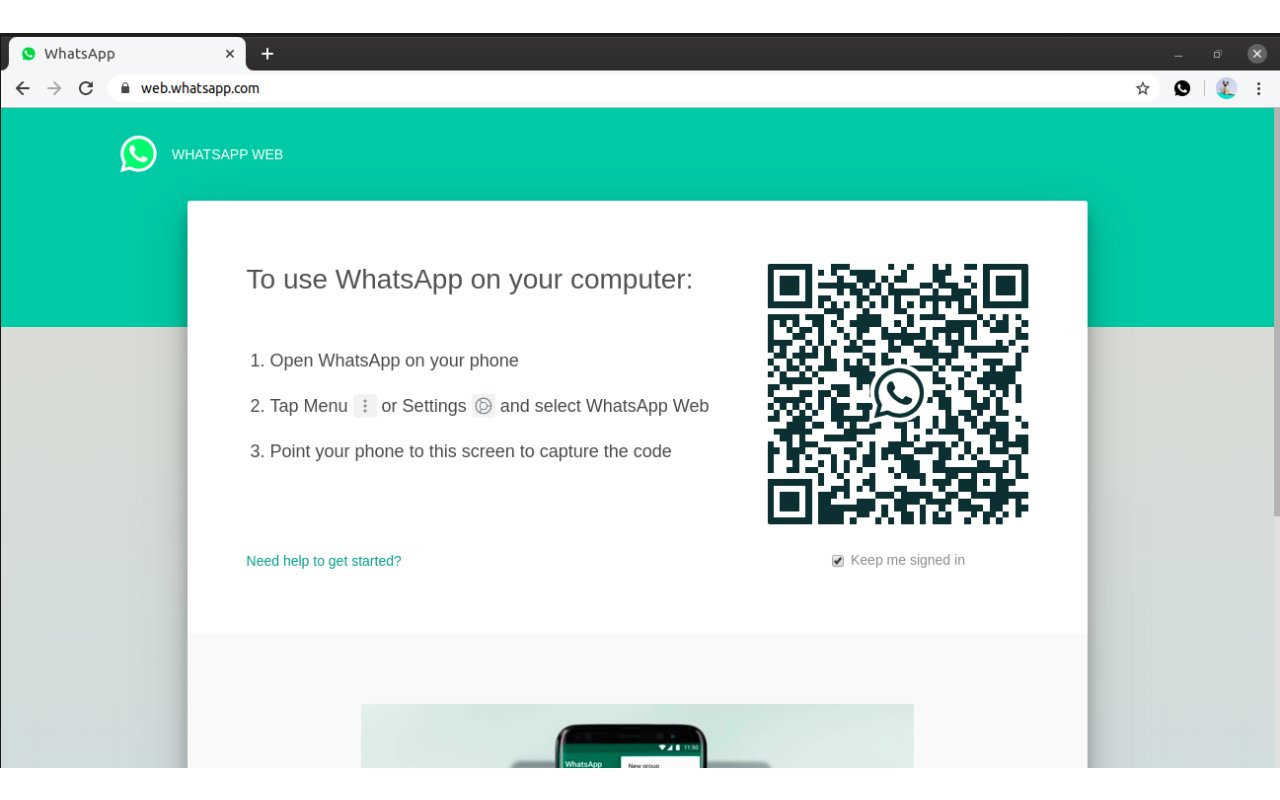 WhatsApp
web.whatsapp.com
WHATSAPP WEB
To use WhatsApp on your computer:
1. Open WhatsApp on your phone
2. Tap Menu or Settings and select WhatsApp Web
3. Point your phone to this screen to capture the code
Need help to get started?
Keep me signed in
11:50
WhatsApp
New group